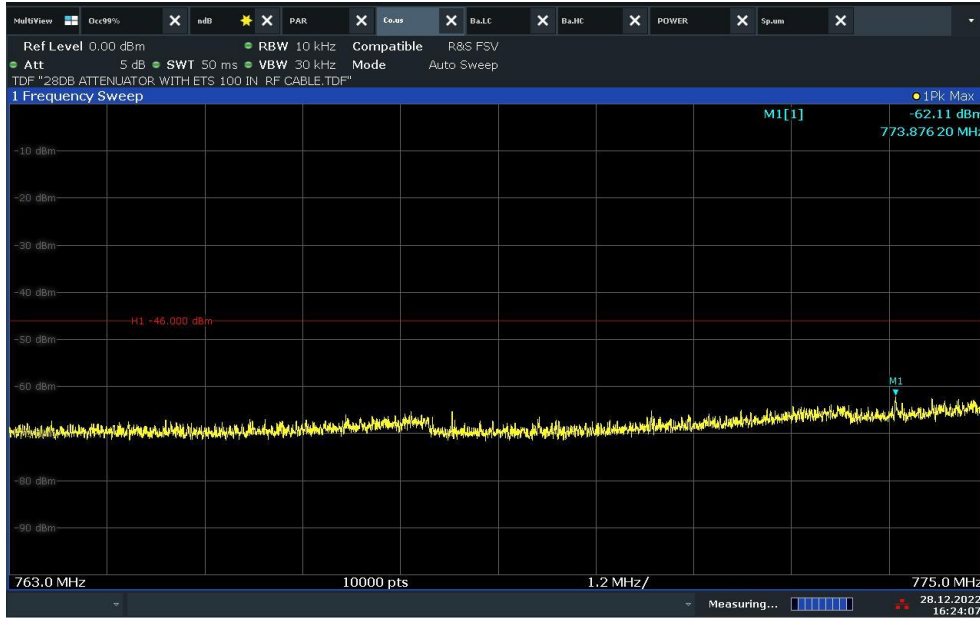 MultiView Occ99% ndB PAR Co.us Ba.LC Ba.HC POWER Sp.um
Ref Level 0.00 dBm RBW 10 kHz Compatible R&S FSV
Att 5 dB SWT 50 ms VBW 30 kHz Mode Auto Sweep
TDF "28DB ATTENUATOR WITH ETS 100 IN RF CABLE.TDF"
1 Frequency Sweep 1Pk Max
M1[1] -62.11 dBm
773.876 20 MHz
-10 dBm
-20 dBm
-30 dBm
-40 dBm
H1 -46.000 dBm
-50 dBm
-60 dBm
M1
-80 dBm
-90 dBm
763.0 MHz 10000 pts 1.2 MHz/ 775.0 MHz
Measuring... 28.12.2022
16:24:07